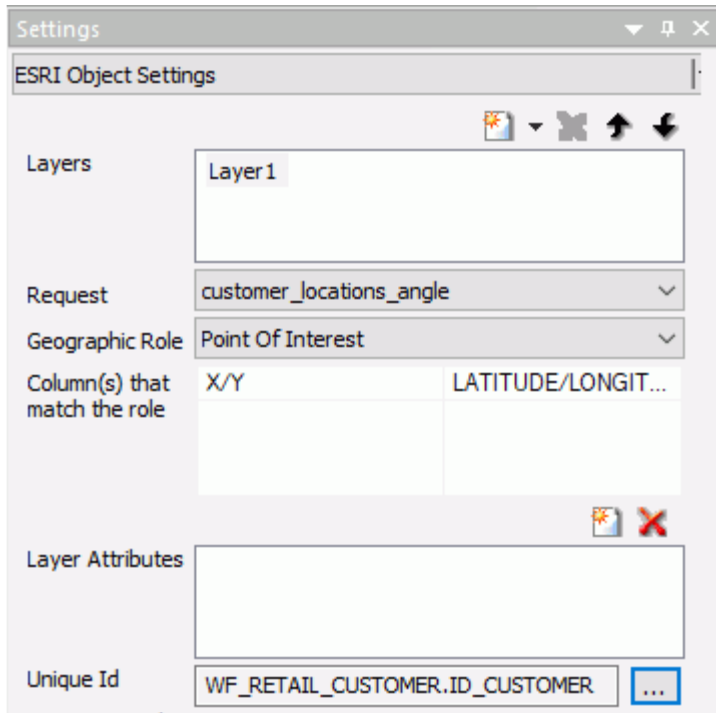 Settings
ESRI Object Settings
Layers
Layer1
Request
customer_locations_angle
Geographic Role
Point Of Interest
Column(s) that
match the role
X/Y
LATITUDE/LONGIT...
Layer Attributes
Unique Id
WF_RETAIL_CUSTOMER.ID_CUSTOMER
...